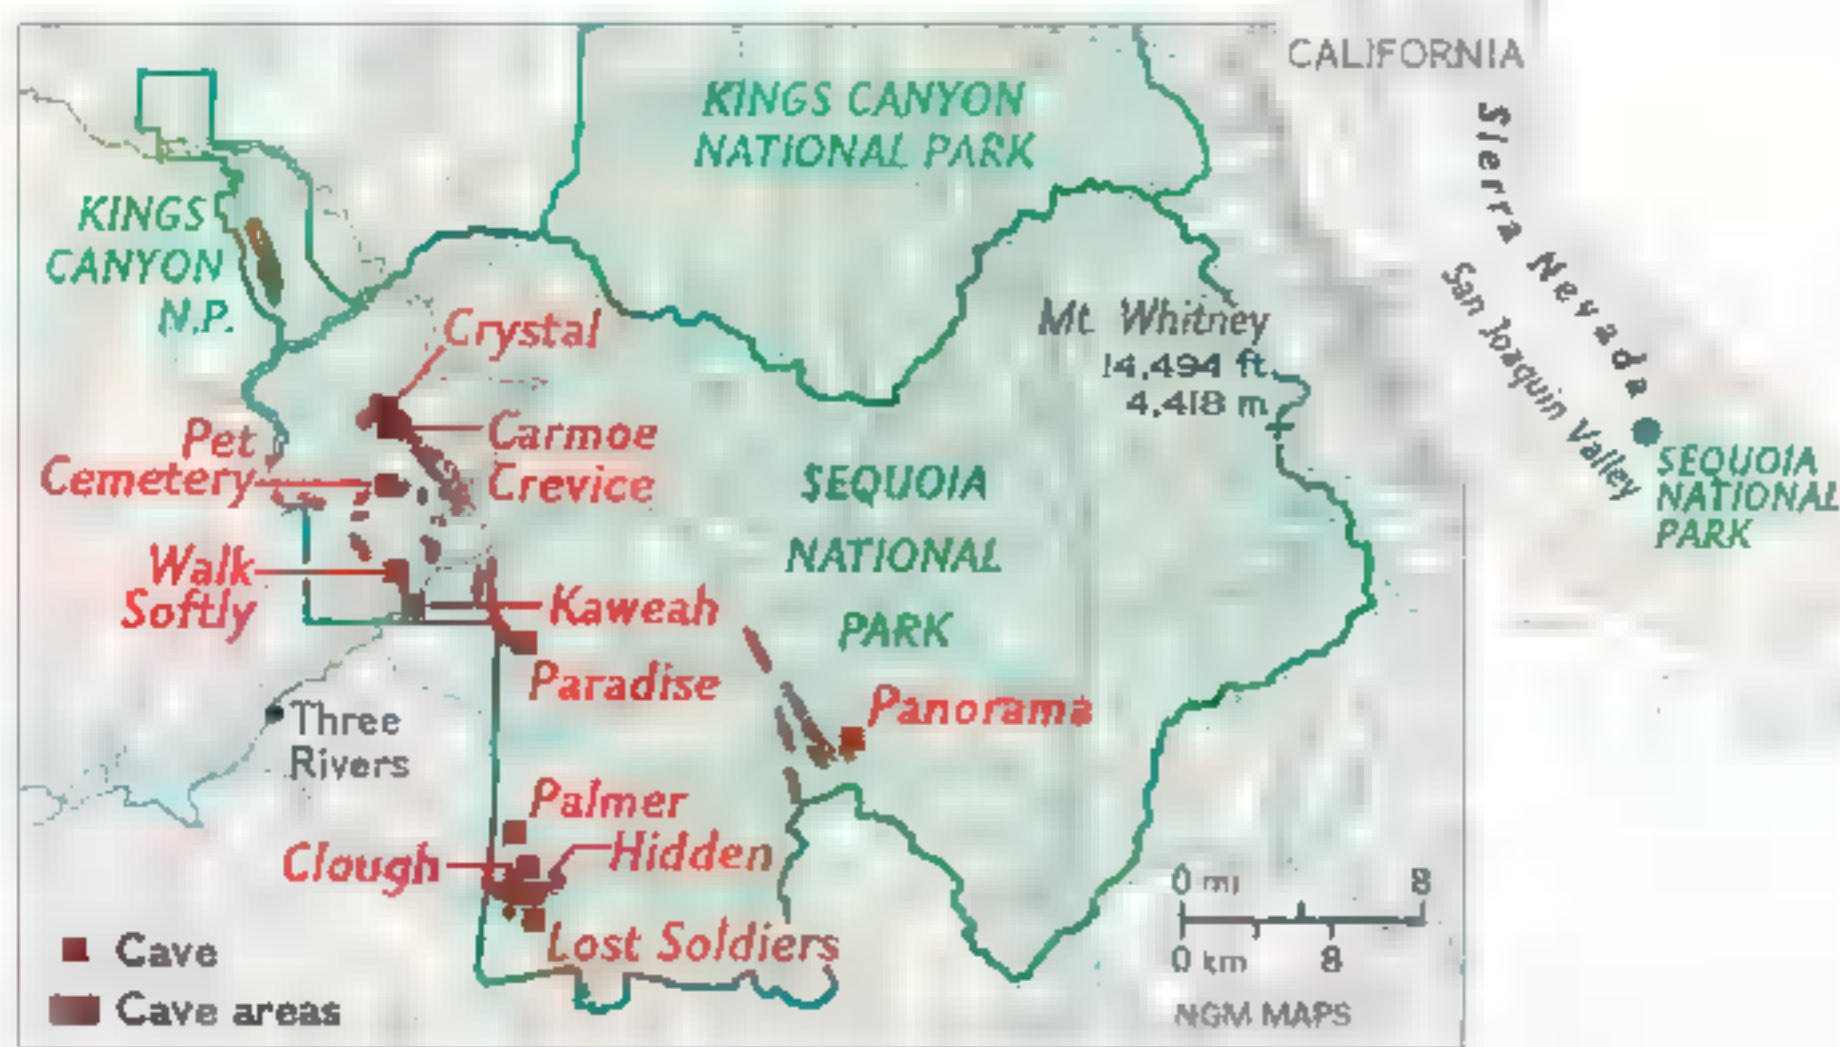 CALIFORNIA
Sierra Nevada
San Joaquin Valley
SEQUOIA
NATIONAL
PARK
KINGS CANYON
NATIONAL PARK
KINGS
CANYON
N.P.
Mt. Whitney
14,494 ft
4,418 m
Crystal
Carmoe
Crevice
Pet
Cemetery
SEQUOIA
NATIONAL
PARK
Walk
Softly
Kaweah
Paradise
Panorama
Three
Rivers
Palmer
Hidden
Clough
Lost Soldiers
Cave
Cave areas
0 mi 8
0 km 8
NGM MAPS